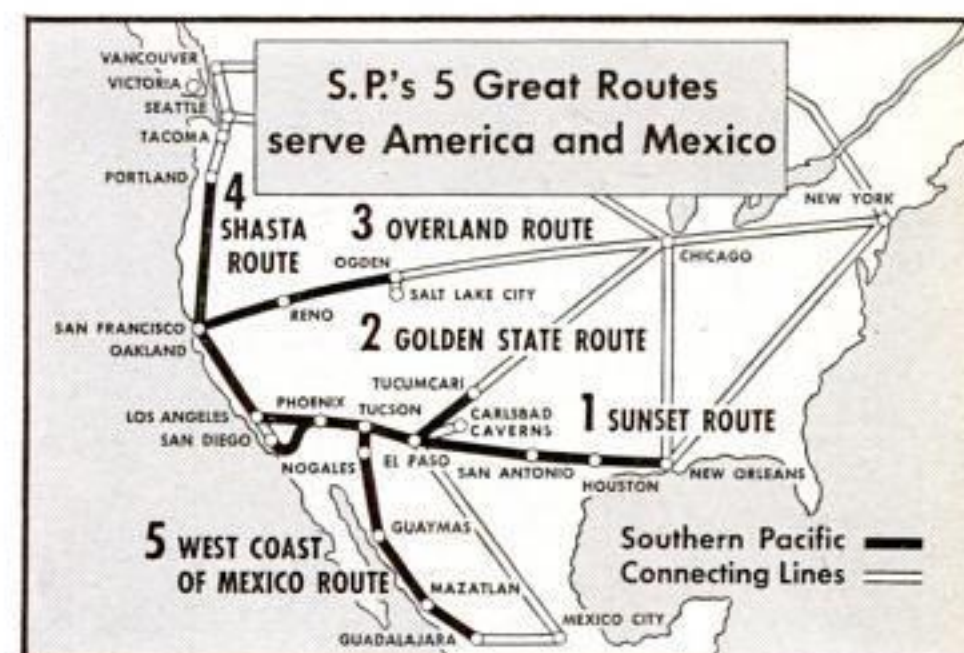 S.P.'s 5 Great Routes
serve America and Mexico
VANCOUVER
VICTORIA
SEATTLE
TACOMA
PORTLAND
4
SHASTA
ROUTE
3 OVERLAND ROUTE
NEW YORK
OGDEN
CHICAGO
SALT LAKE CITY
RENO
SAN FRANCISCO
OAKLAND
2 GOLDEN STATE ROUTE
TUCUMCARI
PHOENIX
TUCSON
CARLSBAD
CAVERNS
1 SUNSET ROUTE
LOS ANGELES
SAN DIEGO
NOGALES
EL PASO
SAN ANTONIO
HOUSTON
NEW ORLEANS
GUAYMAS
5 WEST COAST
OF MEXICO ROUTE
Southern Pacific
Connecting Lines
MAZATLAN
MEXICO CITY
GUADALAJARA